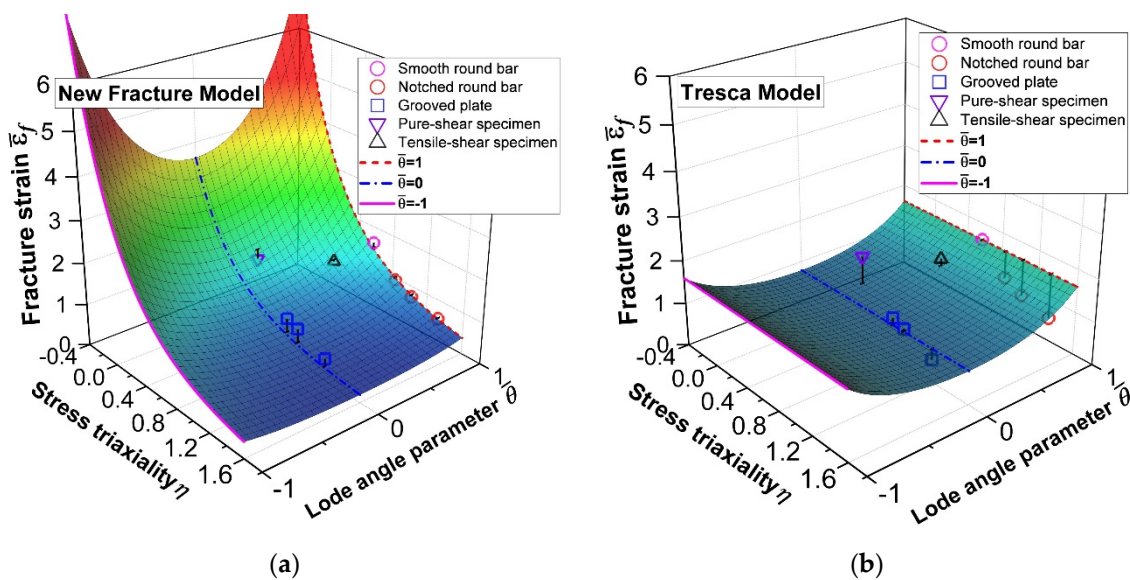 New Fracture Model
Smooth round bar
Notched round bar
Grooved plate
Pure-shear specimen
Tensile-shear specimen
θ̅=1
θ̅=0
θ̅=-1
Fracture strain ε̅f
6
5
4
3
2
1
0
-0.4
0.0
0.4
0.8
1.2
1.6
Stress triaxiality η
-1
0
1
Lode angle parameter θ̅
(a)
Tresca Model
Smooth round bar
Notched round bar
Grooved plate
Pure-shear specimen
Tensile-shear specimen
θ̅=1
θ̅=0
θ̅=-1
Fracture strain ε̅f
6
5
4
3
2
1
0
-0.4
0.0
0.4
0.8
1.2
1.6
Stress triaxiality η
-1
0
1
Lode angle parameter θ̅
(b)